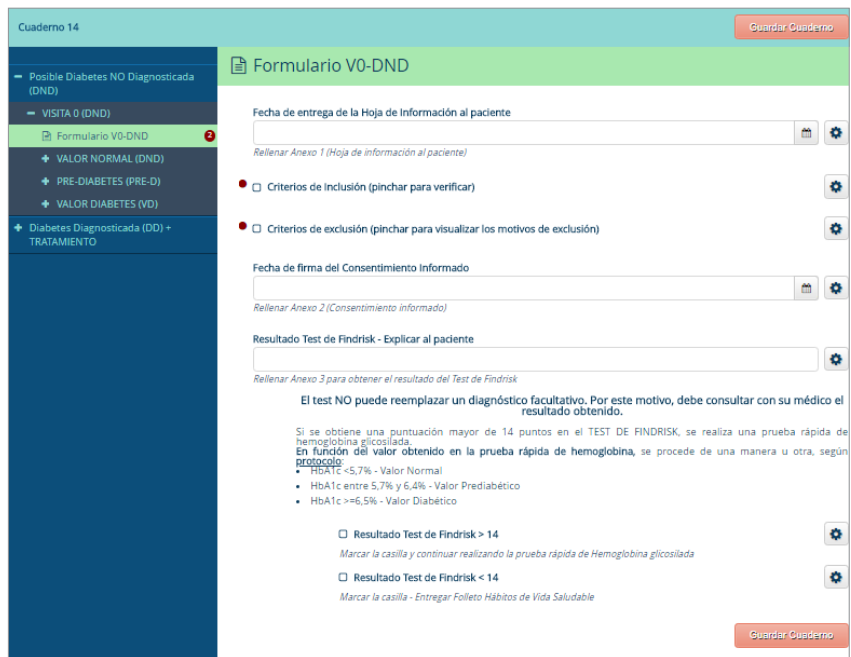 Cuaderno 14
Guardar Cuaderno
− Posible Diabetes NO Diagnosticada
(DND)
− VISITA 0 (DND)
Formulario V0-DND
2
+ VALOR NORMAL (DND)
+ PRE-DIABETES (PRE-D)
+ VALOR DIABETES (VD)
+ Diabetes Diagnosticada (DD) +
TRATAMIENTO
Formulario V0-DND
Fecha de entrega de la Hoja de Información al paciente
Rellenar Anexo 1 (Hoja de información al paciente)
Criterios de Inclusión (pinchar para verificar)
Criterios de exclusión (pinchar para visualizar los motivos de exclusión)
Fecha de firma del Consentimiento Informado
Rellenar Anexo 2 (Consentimiento informado)
Resultado Test de Findrisk - Explicar al paciente
Rellenar Anexo 3 para obtener el resultado del Test de Findrisk
El test NO puede reemplazar un diagnóstico facultativo. Por este motivo, debe consultar con su médico el
resultado obtenido.
Si se obtiene una puntuación mayor de 14 puntos en el TEST DE FINDRISK, se realiza una prueba rápida de
hemoglobina glicosilada.
En función del valor obtenido en la prueba rápida de hemoglobina, se procede de una manera u otra, según
protocolo:
• HbA1c <5,7% - Valor Normal
• HbA1c entre 5,7% y 6,4% - Valor Prediabético
• HbA1c >=6,5% - Valor Diabético
Resultado Test de Findrisk > 14
Marcar la casilla y continuar realizando la prueba rápida de Hemoglobina glicosilada
Resultado Test de Findrisk < 14
Marcar la casilla - Entregar Folleto Hábitos de Vida Saludable
Guardar Cuaderno